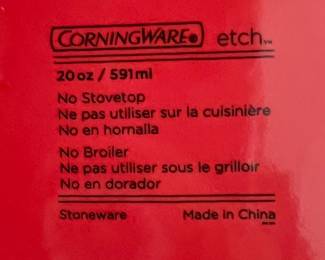 CORNINGWARE® etch™
20 oz / 591 ml
No Stovetop
Ne pas utiliser sur la cuisinière
No en hornalla
No Broiler
Ne pas utiliser sous le grilloir
No en dorador
Stoneware Made in China